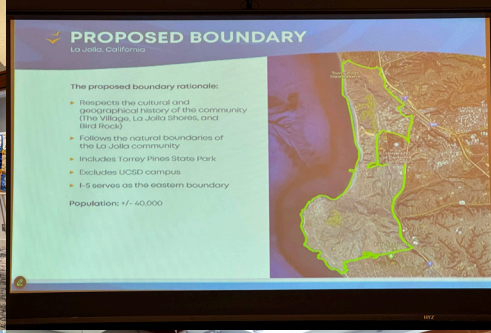 PROPOSED BOUNDARY
La Jolla, California
The proposed boundary rationale:
Respects the cultural and
geographical history of the community
(The Village, La Jolla Shores, and
Bird Rock)
Follows the natural boundaries of
the La Jolla community
Includes Torrey Pines State Park
Excludes UCSD campus
I-5 serves as the eastern boundary
Population: +/- 40,000